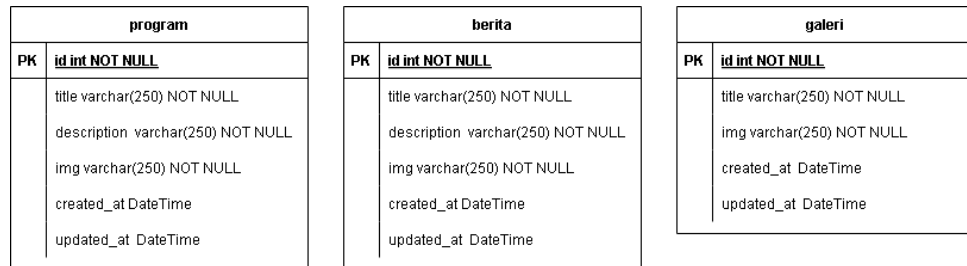 program
PK id int NOT NULL
title varchar(250) NOT NULL
description varchar(250) NOT NULL
img varchar(250) NOT NULL
created_at DateTime
updated_at DateTime
berita
PK id int NOT NULL
title varchar(250) NOT NULL
description varchar(250) NOT NULL
img varchar(250) NOT NULL
created_at DateTime
updated_at DateTime
galeri
PK id int NOT NULL
title varchar(250) NOT NULL
img varchar(250) NOT NULL
created_at DateTime
updated_at DateTime